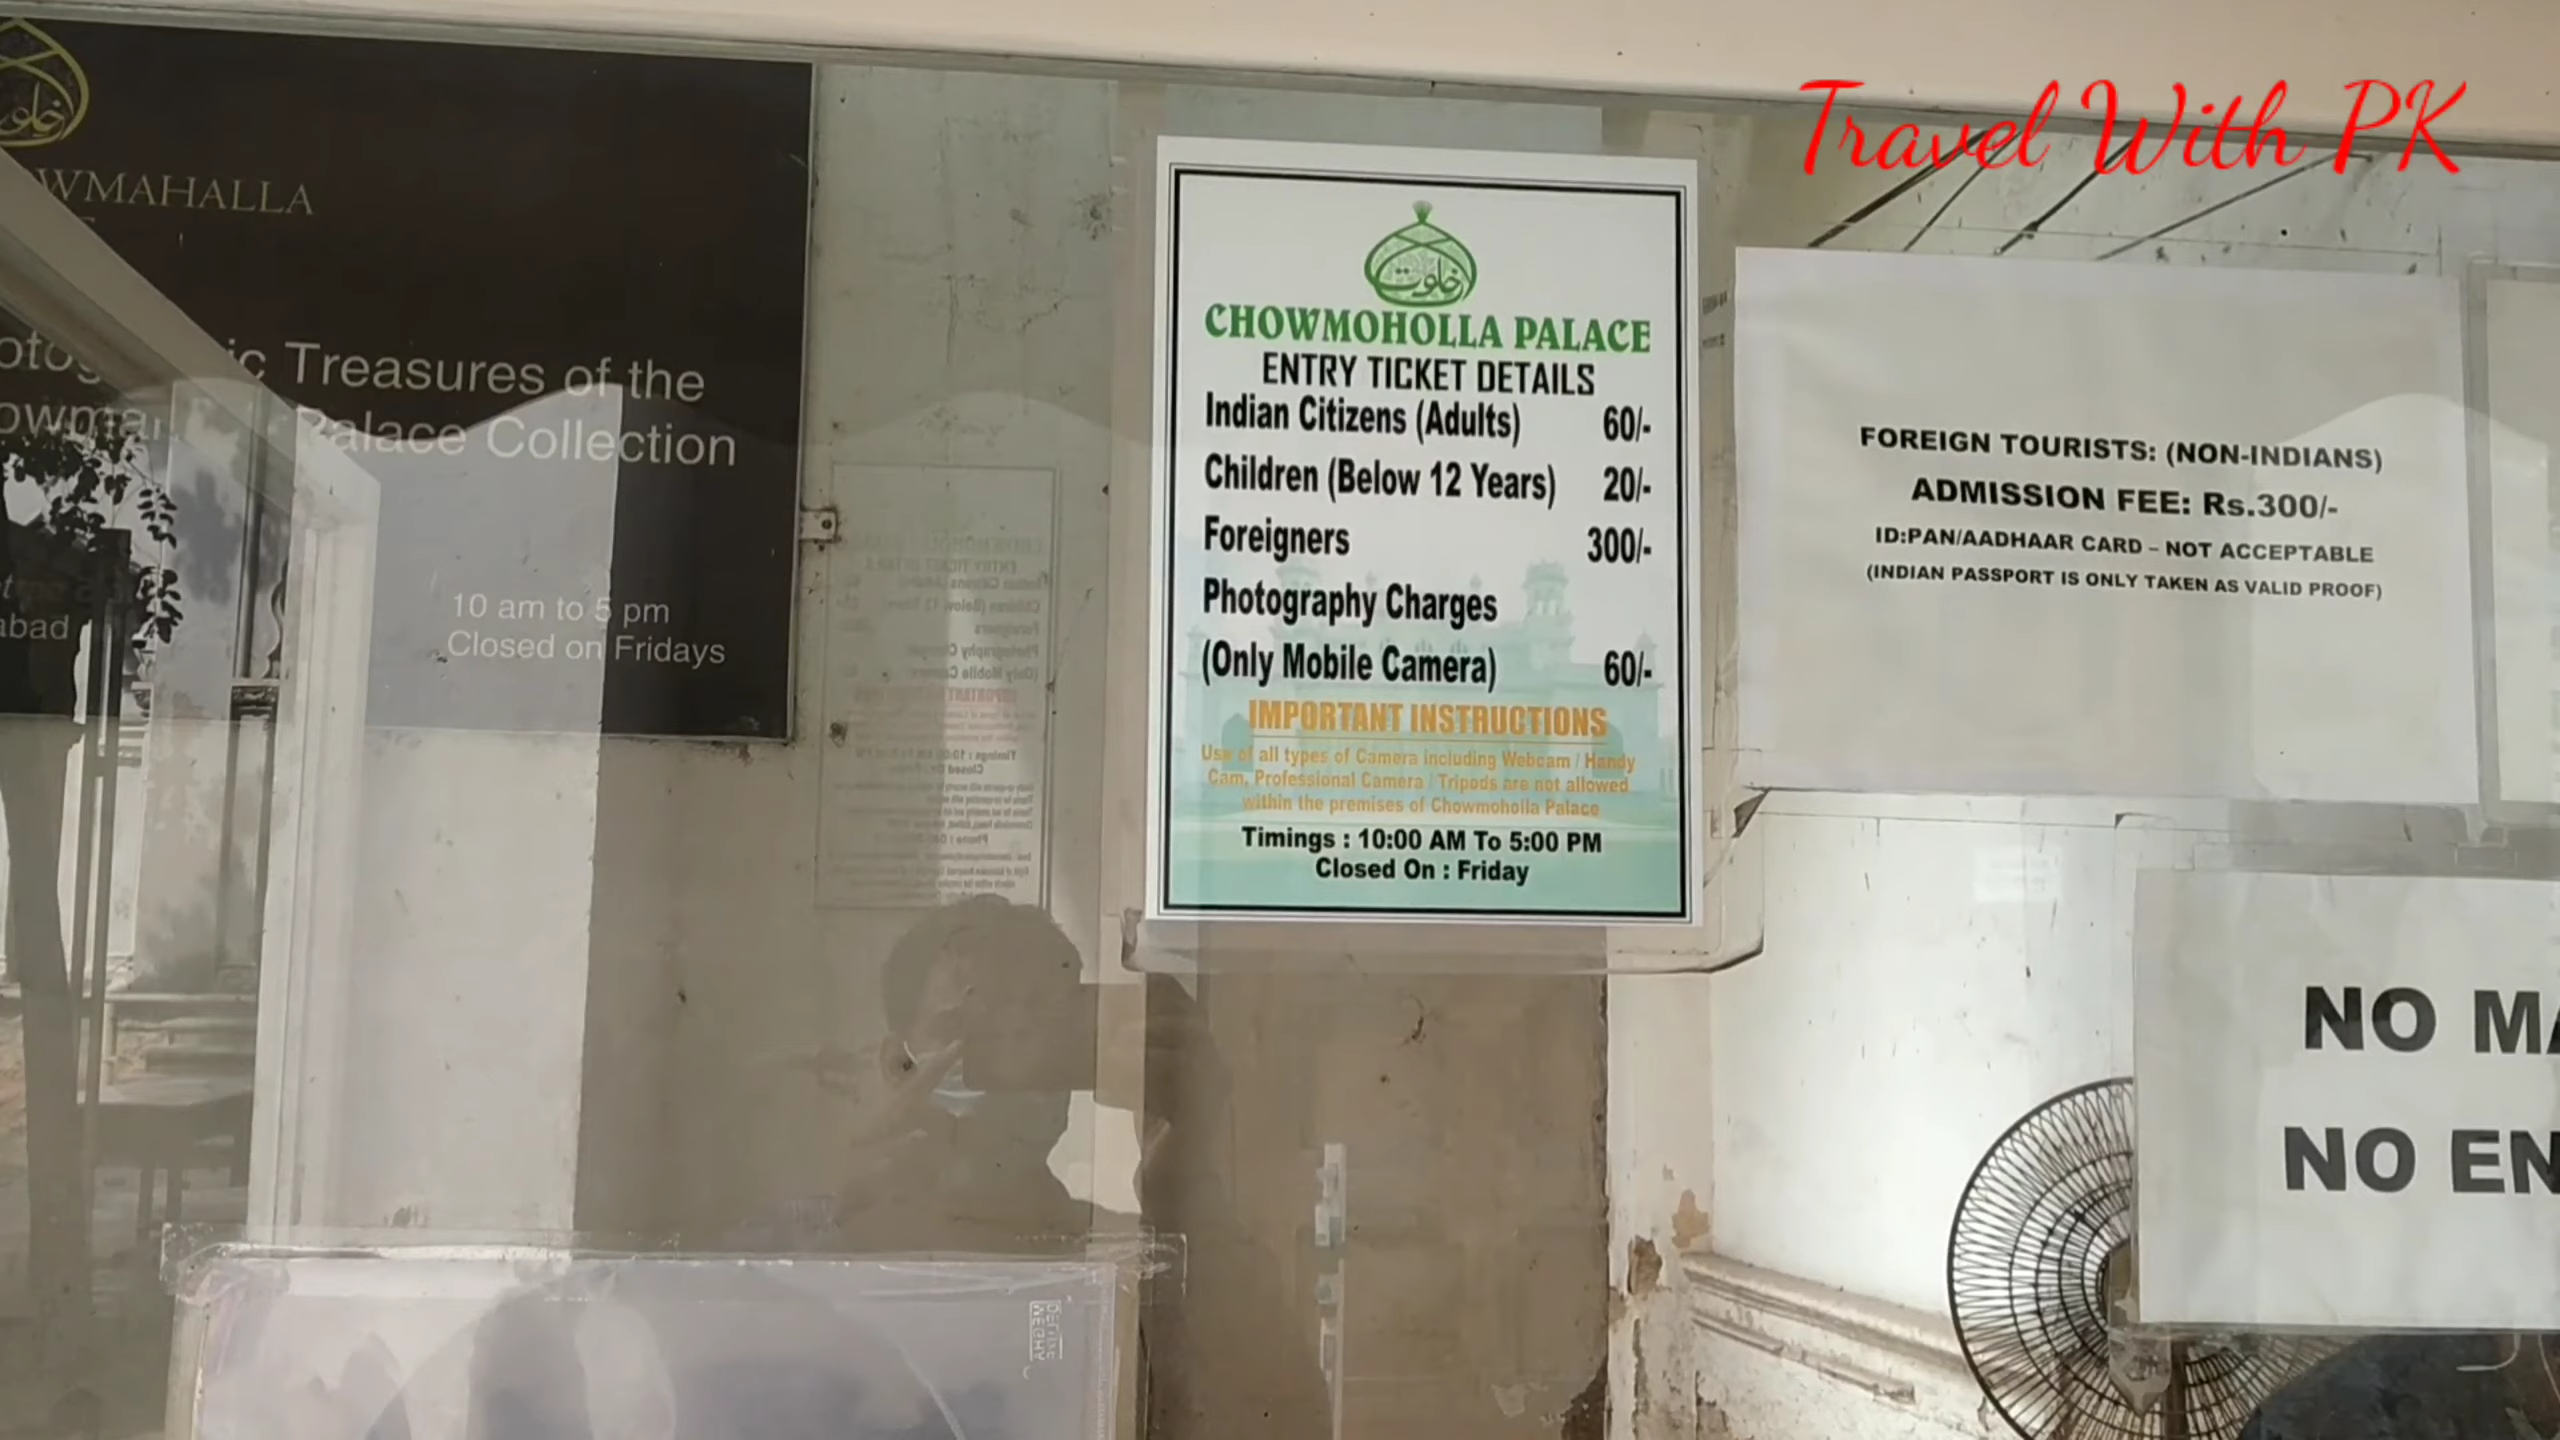 Travel With PK
خلوت
Treasures of the
Palace Collection
10 am to 5 pm
Closed on Fridays
خلوت
CHOWMOHOLLA PALACE
ENTRY TICKET DETAILS
Indian Citizens (Adults) 60/-
Children (Below 12 Years) 20/-
Foreigners 300/-
Photography Charges
(Only Mobile Camera) 60/-
IMPORTANT INSTRUCTIONS
Use of all types of Camera including Webcam / Handy
Cam, Professional Camera / Tripods are not allowed
within the premises of Chowmoholla Palace
Timings : 10:00 AM To 5:00 PM
Closed On : Friday
FOREIGN TOURISTS: (NON-INDIANS)
ADMISSION FEE: Rs.300/-
ID:PAN/AADHAAR CARD – NOT ACCEPTABLE
(INDIAN PASSPORT IS ONLY TAKEN AS VALID PROOF)
NO
NO